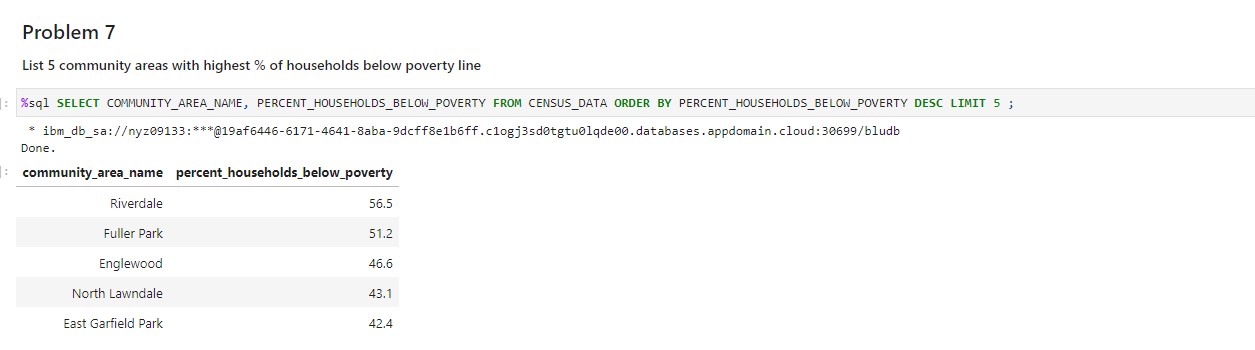 Problem 7
List 5 community areas with highest % of households below poverty line
]: %sql SELECT COMMUNITY_AREA_NAME, PERCENT_HOUSEHOLDS_BELOW_POVERTY FROM CENSUS_DATA ORDER BY PERCENT_HOUSEHOLDS_BELOW_POVERTY DESC LIMIT 5 ;
* ibm_db_sa://nyz09133:***@19af6446-6171-4641-8aba-9dcff8e1b6ff.c1ogj3sd0tgtu0lqde00.databases.appdomain.cloud:30699/bludb
Done.
]: community_area_name percent_households_below_poverty
Riverdale 56.5
Fuller Park 51.2
Englewood 46.6
North Lawndale 43.1
East Garfield Park 42.4